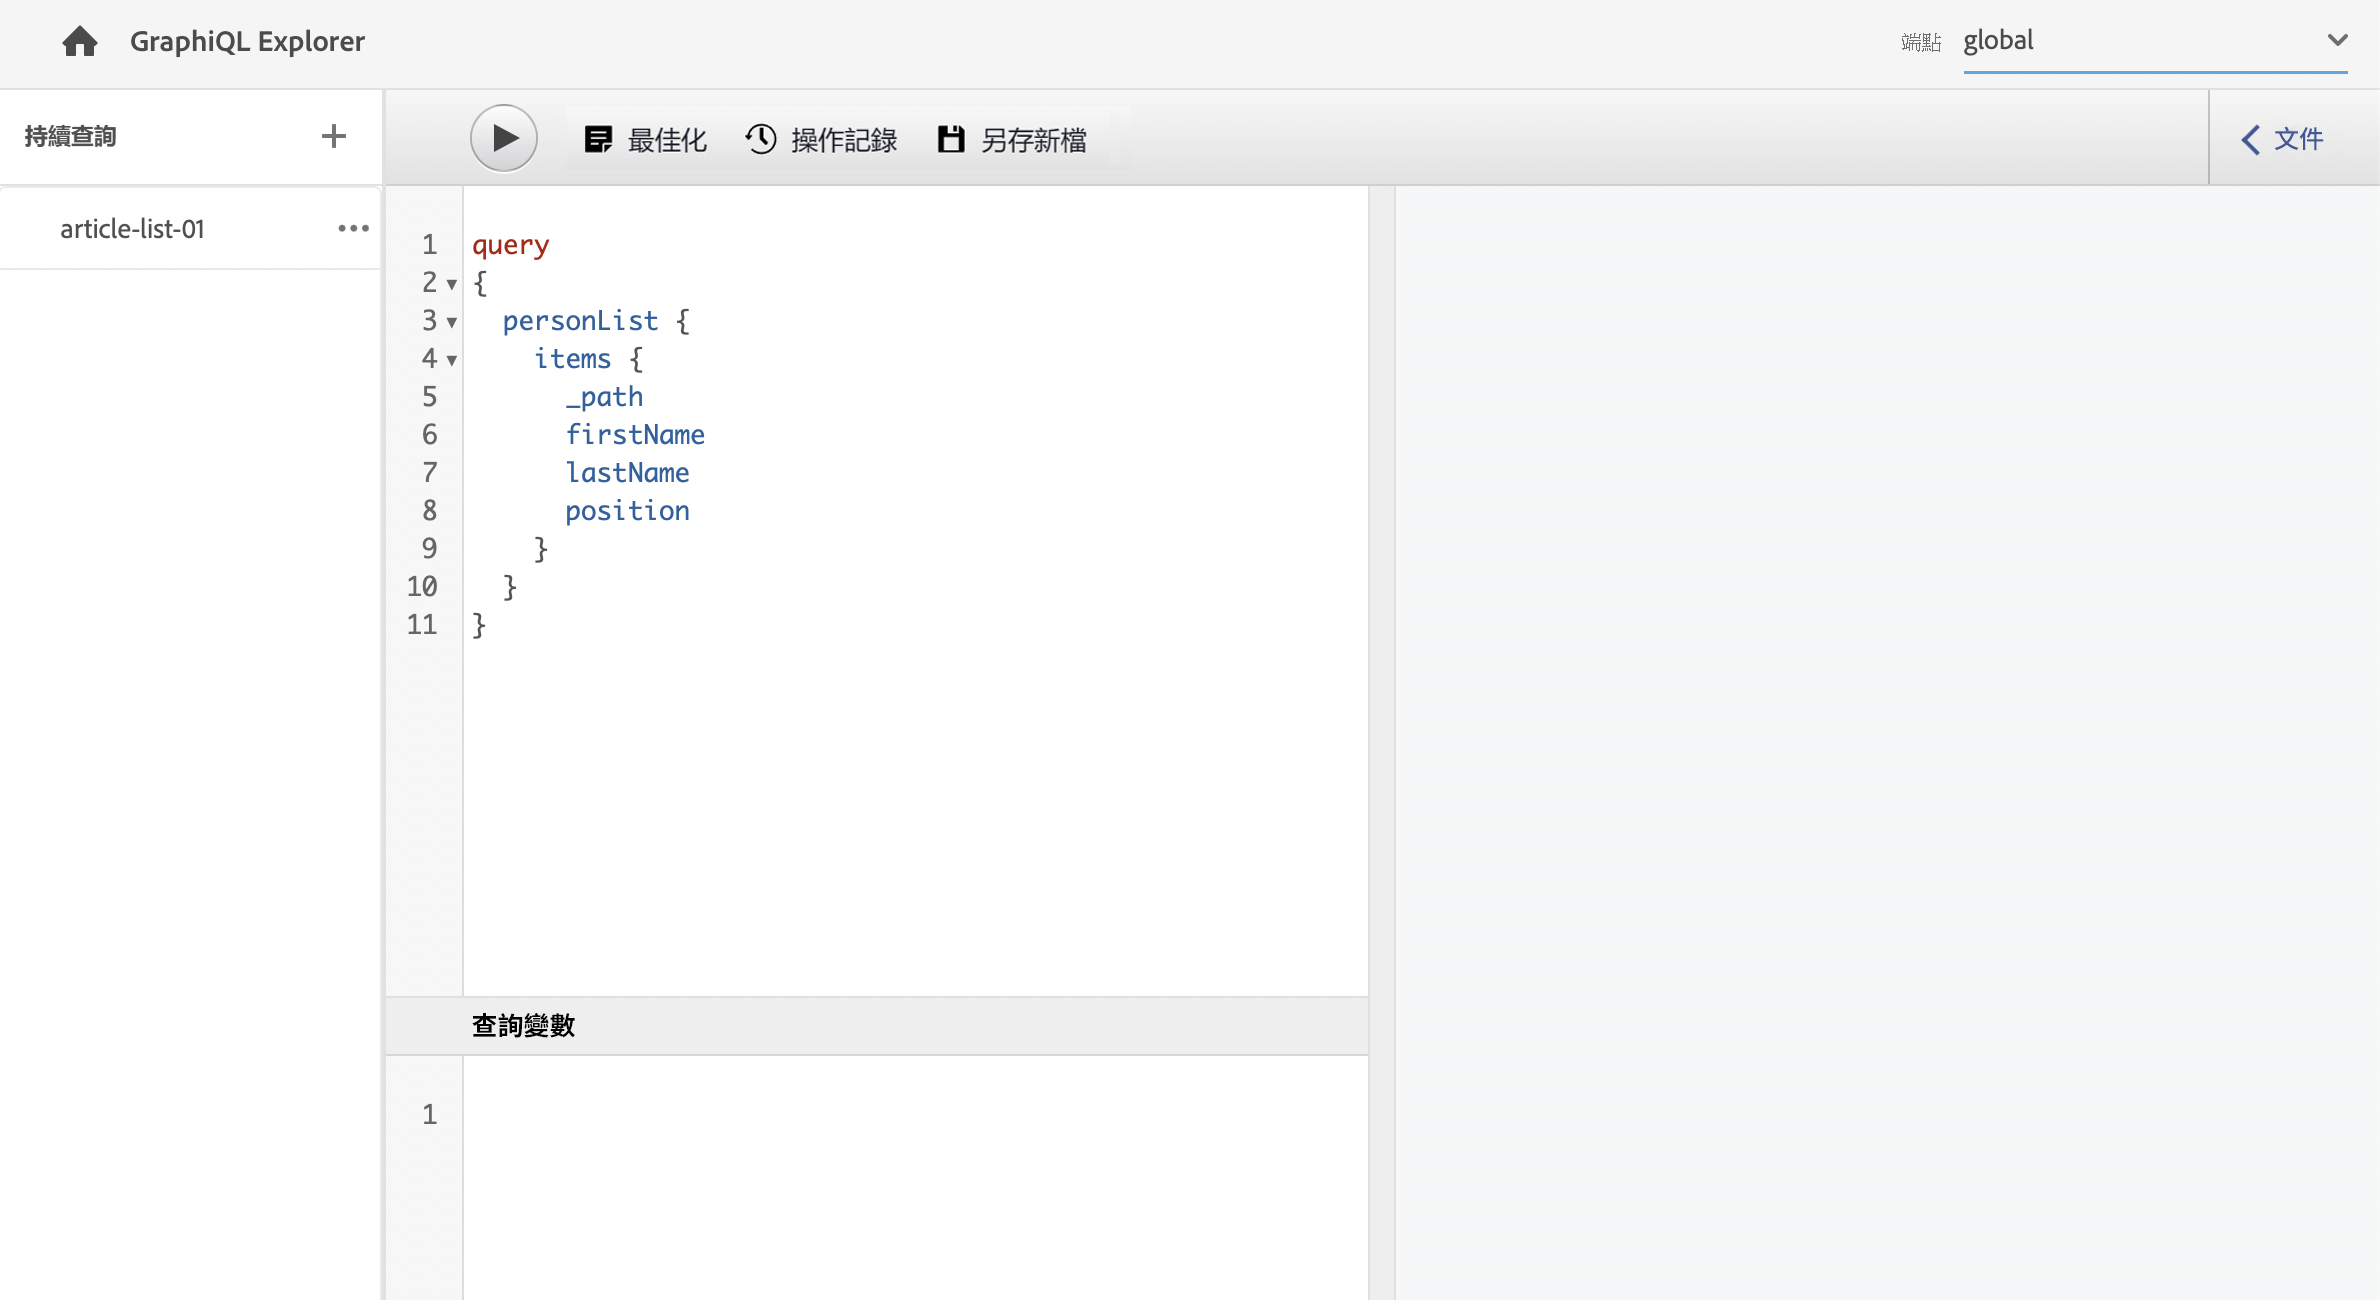 GraphiQL Explorer
端點 global
持續查詢
最佳化 操作記錄 另存新檔
文件
article-list-01
1 query
2 {
3 personList {
4 items {
5 _path
6 firstName
7 lastName
8 position
9 }
10 }
11 }
查詢變數
1